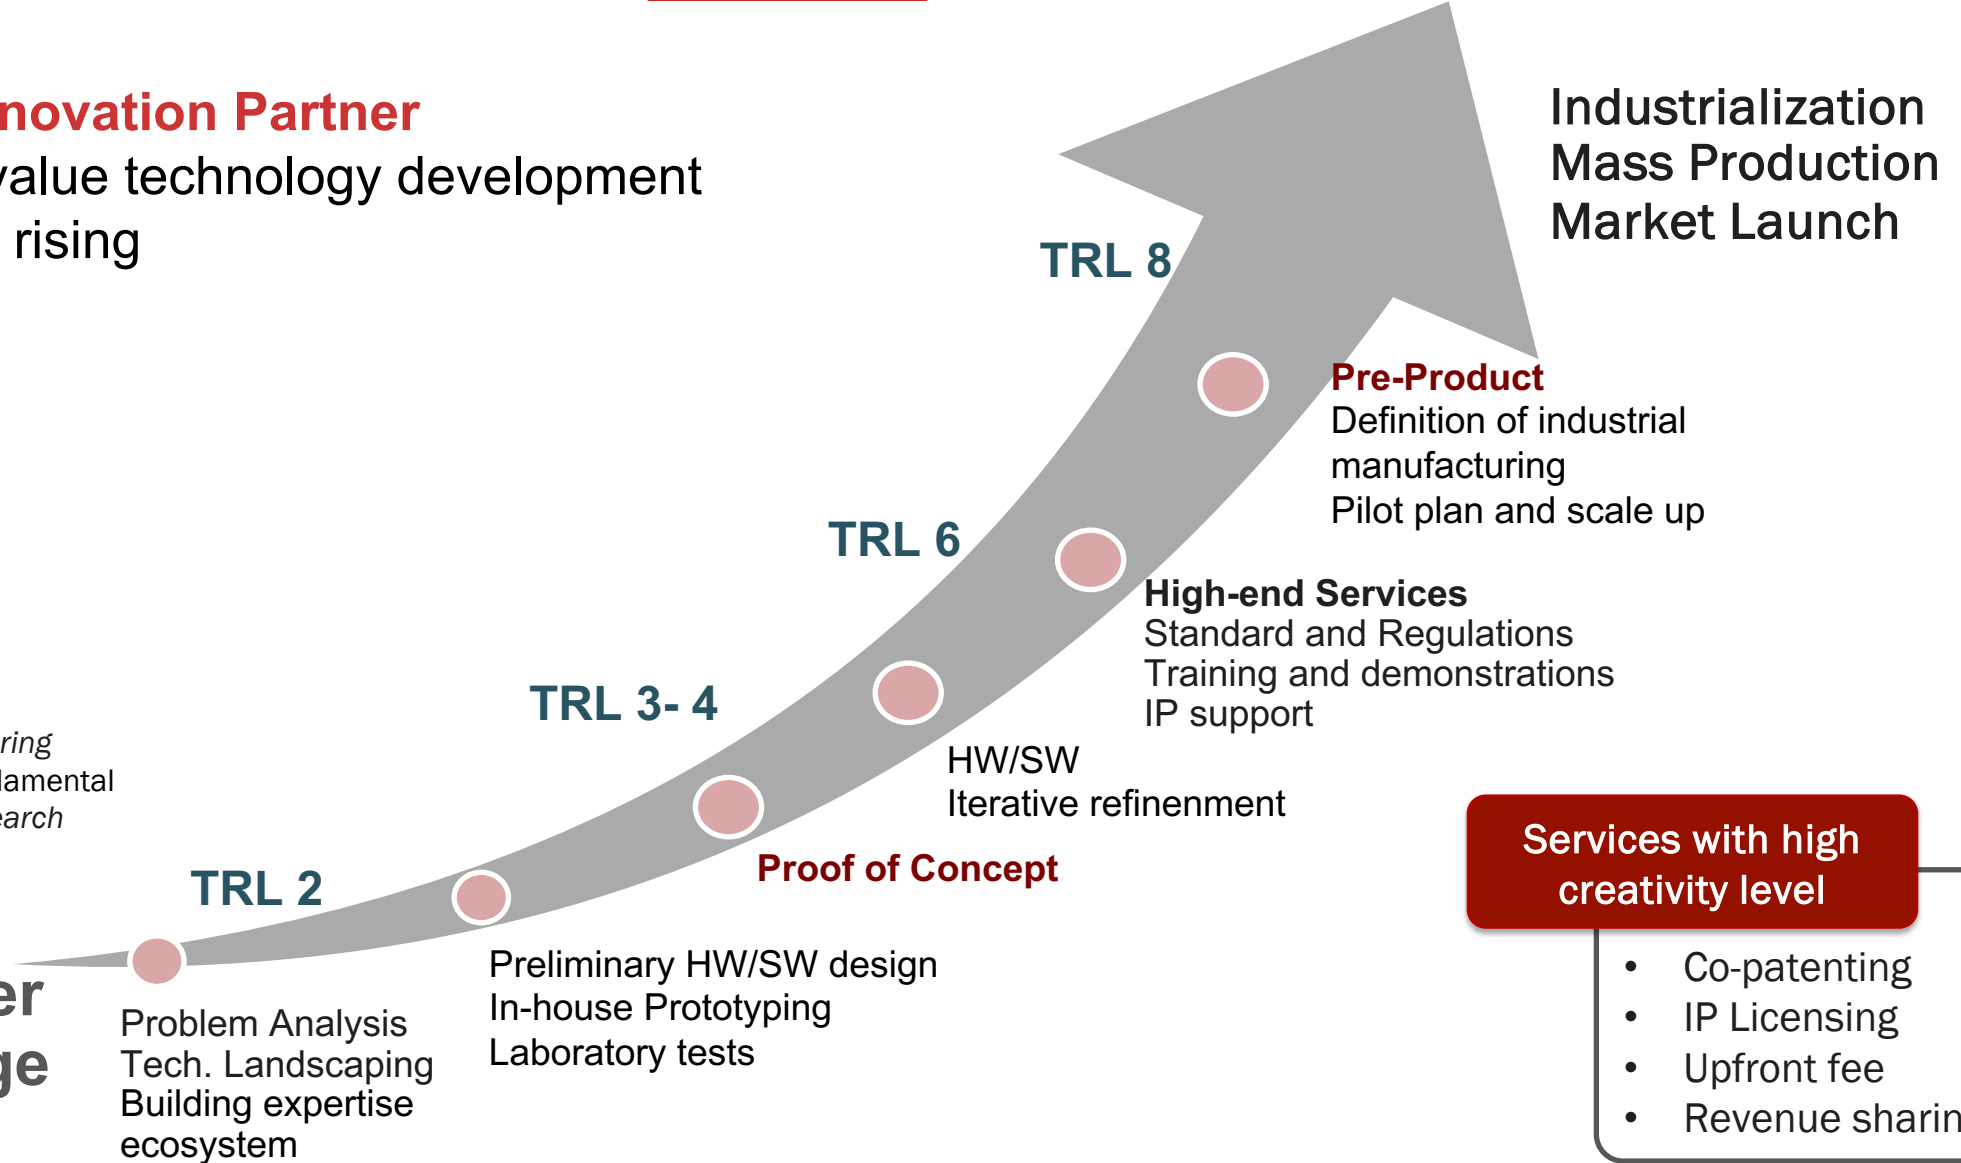 novation Partner
value technology development
rising
Industrialization
Mass Production
Market Launch
TRL 8
Pre-Product
Definition of industrial
manufacturing
Pilot plan and scale up
TRL 6
High-end Services
Standard and Regulations
Training and demonstrations
IP support
TRL 3- 4
HW/SW
Iterative refinenment
ring
damental
earch
Proof of Concept
TRL 2
Preliminary HW/SW design
In-house Prototyping
Laboratory tests
er
ge
Problem Analysis
Tech. Landscaping
Building expertise
ecosystem
Services with high
creativity level
• Co-patenting
• IP Licensing
• Upfront fee
• Revenue sharin